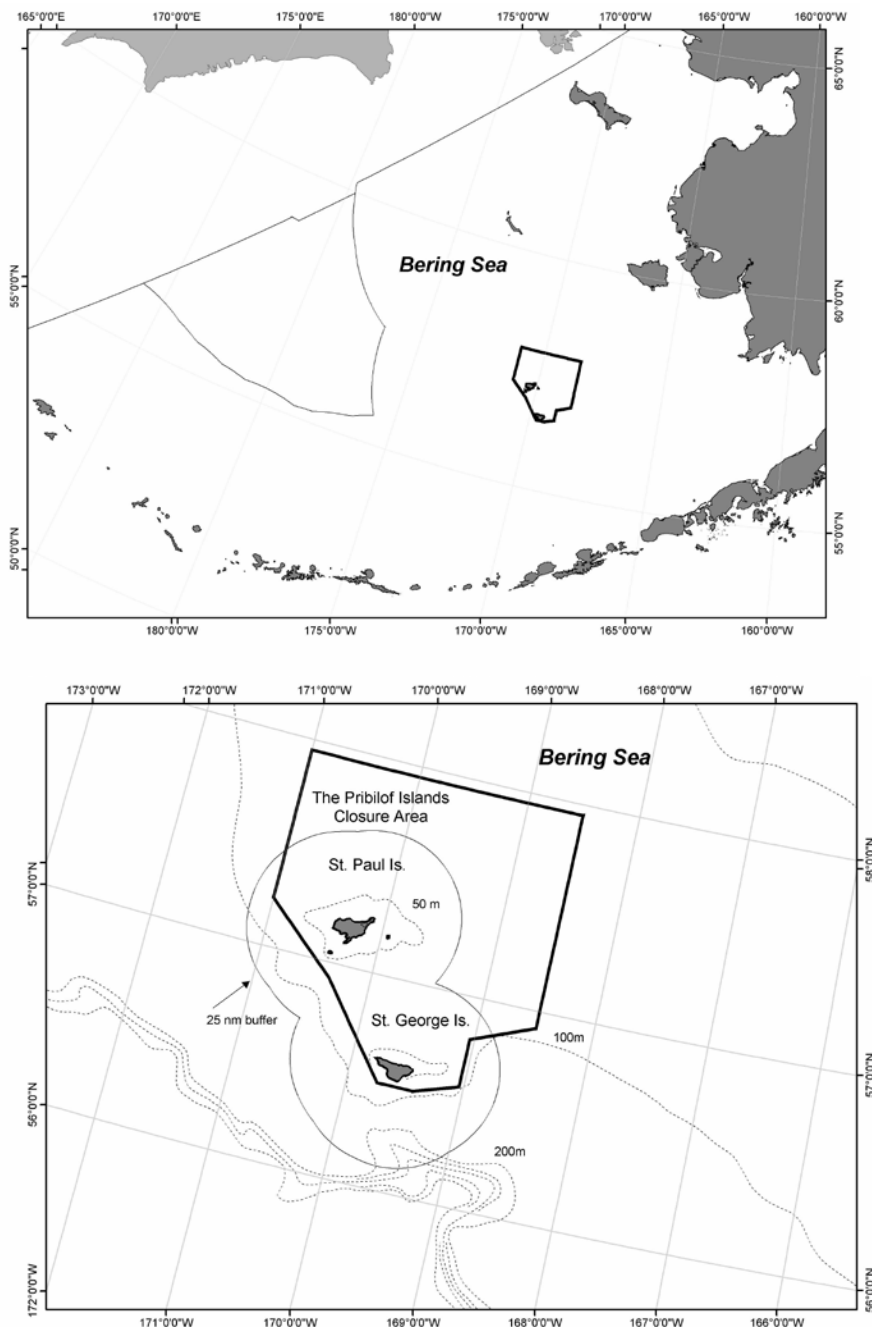 165°0'0"E 180°0'0" 180°0'0" 175°0'0"W 170°0'0"W 165°0'0"W 160°0'0"W
65°0'0"N
Bering Sea
55°0'0"N
60°0'0"N
50°0'0"N
55°0'0"N
180°0'0"W 175°0'0"W 170°0'0"W 165°0'0"W 160°0'0"W
173°0'0"W 172°0'0"W 171°0'0"W 170°0'0"W 169°0'0"W 168°0'0"W 167°0'0"W
Bering Sea
The Pribilof Islands
Closure Area
St. Paul Is.
58°0'0"N
57°0'0"N
50 m
25 nm buffer
St. George Is.
100m
57°0'0"N
56°0'0"N
200m
172°0'0"W
56°0'0"N
171°0'0"W 170°0'0"W 169°0'0"W 168°0'0"W 167°0'0"W 166°0'0"W